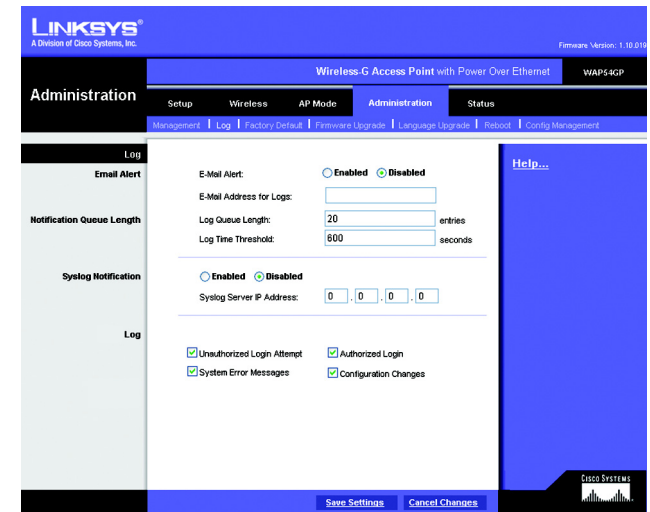 LINKSYS®
A Division of Cisco Systems, Inc.
Firmware Version: 1.10.019
Wireless-G Access Point with Power Over Ethernet
WAP54GP
Administration
Setup Wireless AP Mode Administration Status
Management | Log | Factory Default | Firmware Upgrade | Language Upgrade | Reboot | Config Management
Log
Email Alert
E-Mail Alert: Enabled Disabled
Help...
E-Mail Address for Logs:
Notification Queue Length
Log Queue Length: 20 entries
Log Time Threshold: 600 seconds
Syslog Notification
Enabled Disabled
Syslog Server IP Address: 0 . 0 . 0 . 0
Log
Unauthorized Login Attempt Authorized Login
System Error Messages Configuration Changes
CISCO SYSTEMS
Save Settings Cancel Changes